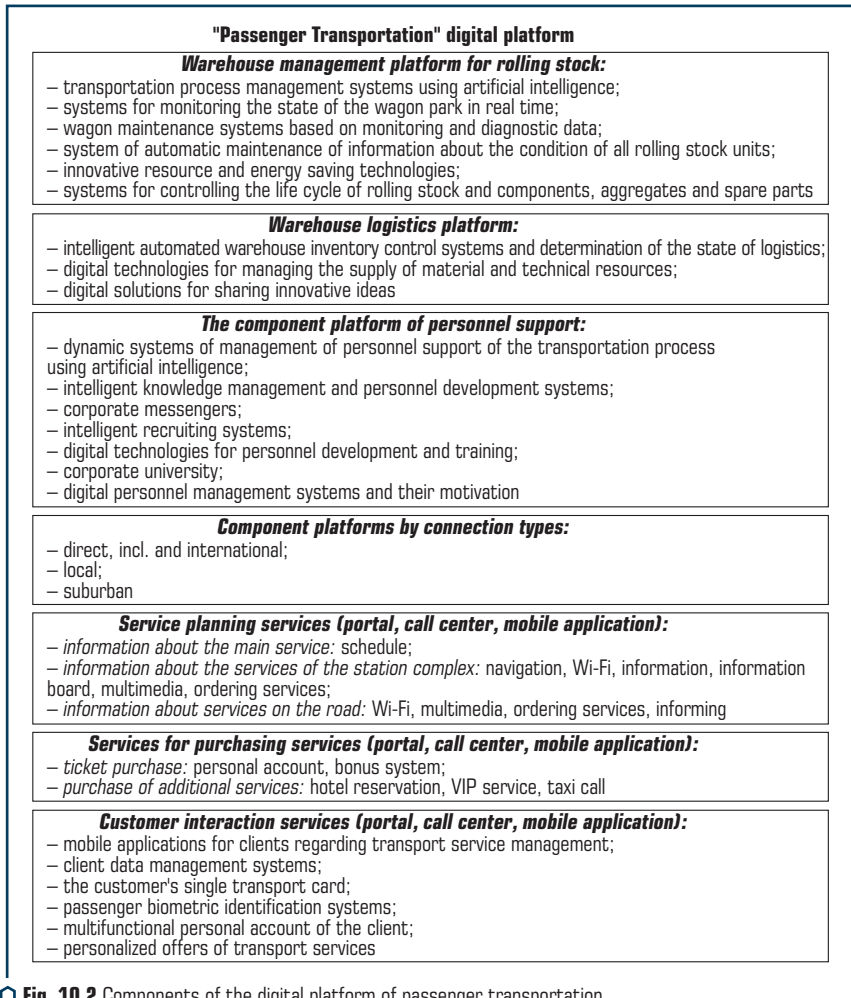 "Passenger Transportation" digital platform
Warehouse management platform for rolling stock:
– transportation process management systems using artificial intelligence;
– systems for monitoring the state of the wagon park in real time;
– wagon maintenance systems based on monitoring and diagnostic data;
– system of automatic maintenance of information about the condition of all rolling stock units;
– innovative resource and energy saving technologies;
– systems for controlling the life cycle of rolling stock and components, aggregates and spare parts
Warehouse logistics platform:
– intelligent automated warehouse inventory control systems and determination of the state of logistics;
– digital technologies for managing the supply of material and technical resources;
– digital solutions for sharing innovative ideas
The component platform of personnel support:
– dynamic systems of management of personnel support of the transportation process
using artificial intelligence;
– intelligent knowledge management and personnel development systems;
– corporate messengers;
– intelligent recruiting systems;
– digital technologies for personnel development and training;
– corporate university;
– digital personnel management systems and their motivation
Component platforms by connection types:
– direct, incl. and international;
– local;
– suburban
Service planning services (portal, call center, mobile application):
– information about the main service: schedule;
– information about the services of the station complex: navigation, Wi-Fi, information, information
board, multimedia, ordering services;
– information about services on the road: Wi-Fi, multimedia, ordering services, informing
Services for purchasing services (portal, call center, mobile application):
– ticket purchase: personal account, bonus system;
– purchase of additional services: hotel reservation, VIP service, taxi call
Customer interaction services (portal, call center, mobile application):
– mobile applications for clients regarding transport service management;
– client data management systems;
– the customer's single transport card;
– passenger biometric identification systems;
– multifunctional personal account of the client;
– personalized offers of transport services
Fig. 10.2 Components of the digital platform of passenger transportation